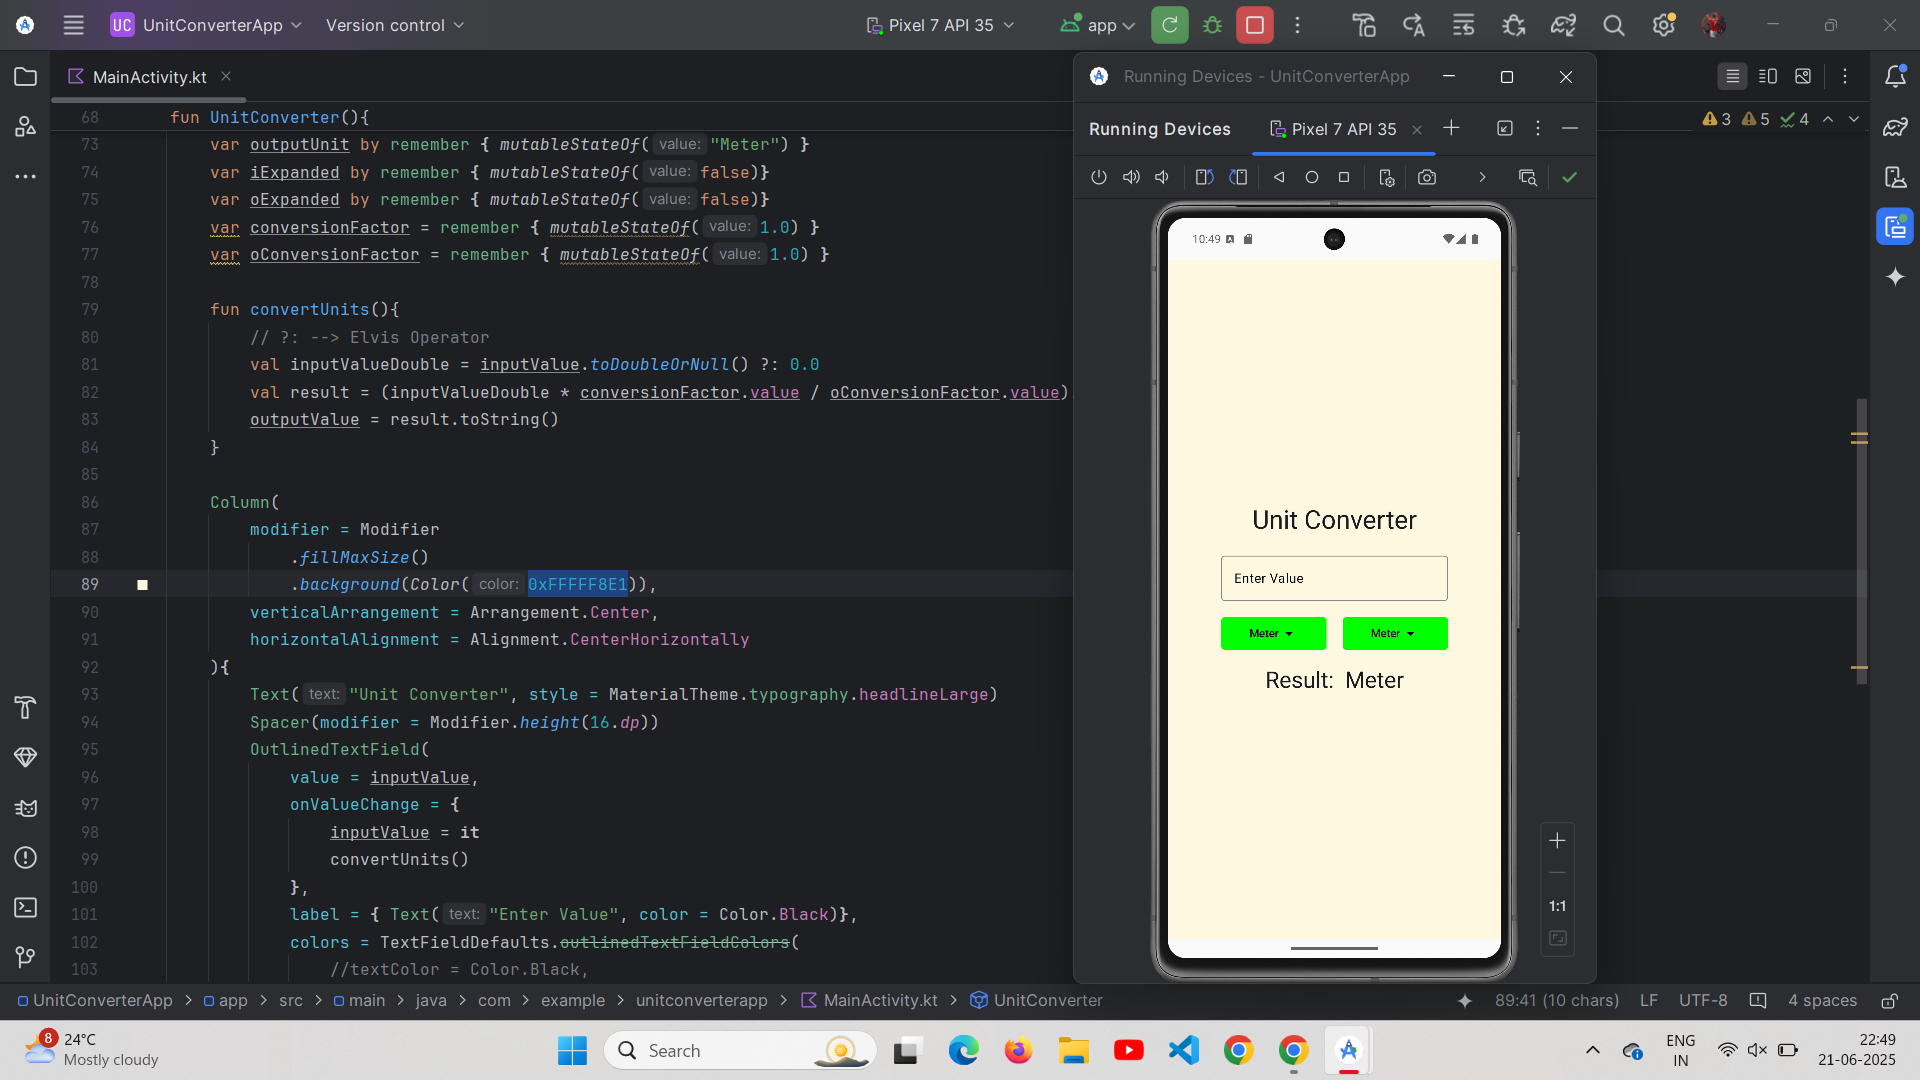 UC UnitConverterApp Version control Pixel 7 API 35 app
MainActivity.kt
Running Devices - UnitConverterApp
Running Devices Pixel 7 API 35
3 5 4
68 fun UnitConverter(){
73 var outputUnit by remember { mutableStateOf( value: "Meter") }
74 var iExpanded by remember { mutableStateOf( value: false)}
75 var oExpanded by remember { mutableStateOf( value: false)}
76 var conversionFactor = remember { mutableStateOf( value: 1.0) }
77 var oConversionFactor = remember { mutableStateOf( value: 1.0) }
78
79 fun convertUnits(){
80 // ?: --> Elvis Operator
81 val inputValueDouble = inputValue.toDoubleOrNull() ?: 0.0
82 val result = (inputValueDouble * conversionFactor.value / oConversionFactor.value)
83 outputValue = result.toString()
84 }
85
86 Column(
87 modifier = Modifier
88 .fillMaxSize()
89 .background(Color( color: 0xFFFFF8E1)),
90 verticalArrangement = Arrangement.Center,
91 horizontalAlignment = Alignment.CenterHorizontally
92 ){
93 Text( text: "Unit Converter", style = MaterialTheme.typography.headlineLarge)
94 Spacer(modifier = Modifier.height(16.dp))
95 OutlinedTextField(
96 value = inputValue,
97 onValueChange = {
98 inputValue = it
99 convertUnits()
100 },
101 label = { Text( text: "Enter Value", color = Color.Black)},
102 colors = TextFieldDefaults.outlinedTextFieldColors(
103 //textColor = Color.Black,
10:49
Unit Converter
Enter Value
Meter Meter
Result: Meter
1:1
UnitConverterApp > app > src > main > java > com > example > unitconverterapp > MainActivity.kt > UnitConverter
89:41 (10 chars) LF UTF-8 4 spaces
8 24°C
Mostly cloudy
Search
ENG
IN
22:49
21-06-2025